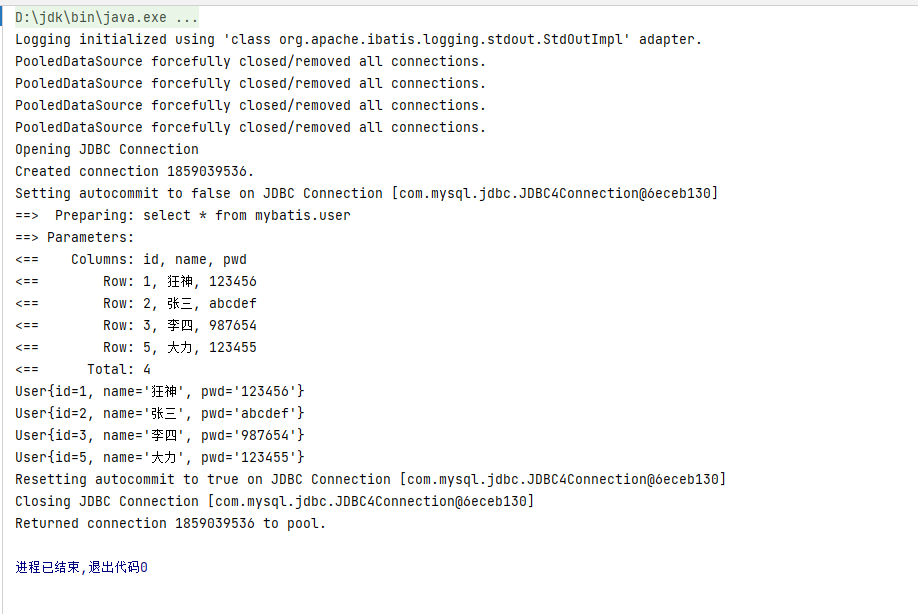 D:\jdk\bin\java.exe ...
Logging initialized using 'class org.apache.ibatis.logging.stdout.StdOutImpl' adapter.
PooledDataSource forcefully closed/removed all connections.
PooledDataSource forcefully closed/removed all connections.
PooledDataSource forcefully closed/removed all connections.
PooledDataSource forcefully closed/removed all connections.
Opening JDBC Connection
Created connection 1859039536.
Setting autocommit to false on JDBC Connection [com.mysql.jdbc.JDBC4Connection@6eceb130]
==>  Preparing: select * from mybatis.user
==> Parameters:
<==    Columns: id, name, pwd
<==        Row: 1, 狂神, 123456
<==        Row: 2, 张三, abcdef
<==        Row: 3, 李四, 987654
<==        Row: 5, 大力, 123455
<==      Total: 4
User{id=1, name='狂神', pwd='123456'}
User{id=2, name='张三', pwd='abcdef'}
User{id=3, name='李四', pwd='987654'}
User{id=5, name='大力', pwd='123455'}
Resetting autocommit to true on JDBC Connection [com.mysql.jdbc.JDBC4Connection@6eceb130]
Closing JDBC Connection [com.mysql.jdbc.JDBC4Connection@6eceb130]
Returned connection 1859039536 to pool.
进程已结束,退出代码0